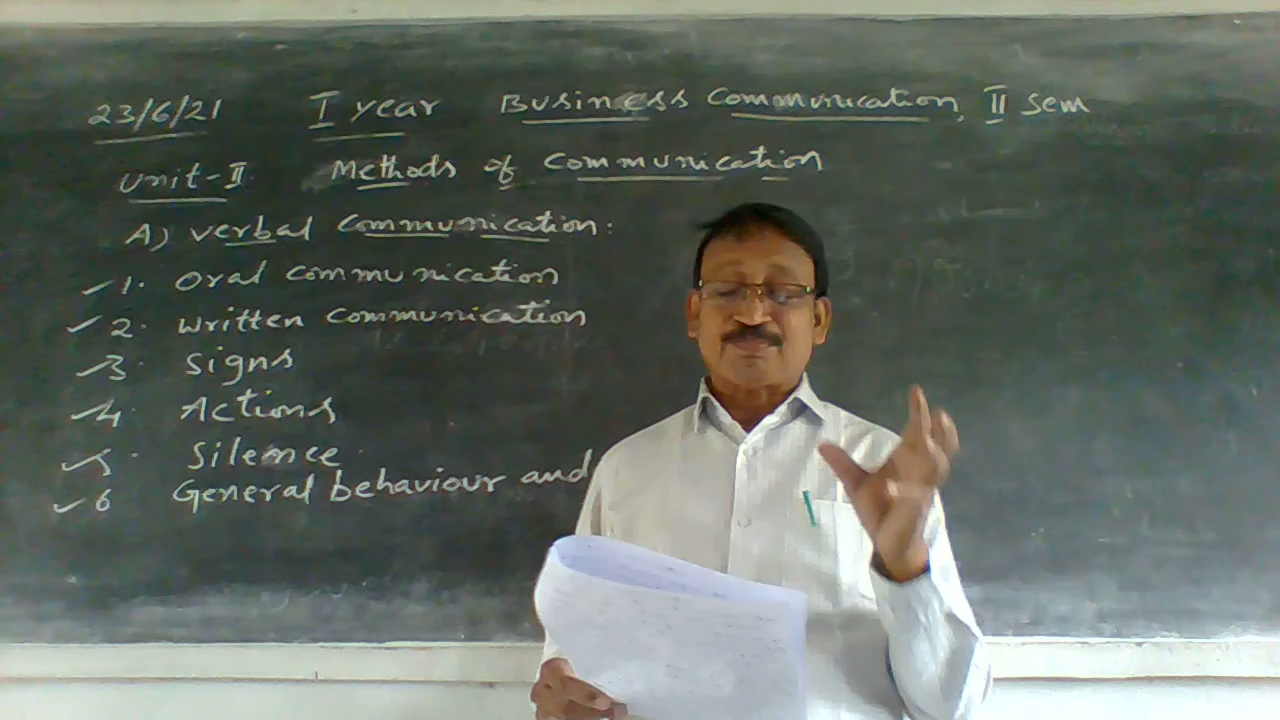 23/6/21 I year Business Communication, II sem
Unit-II Methods of Communication
A) Verbal Communication:
1. Oral Communication
2. Written Communication
3. Signs
4. Actions
5. Silence
6 General behaviour and